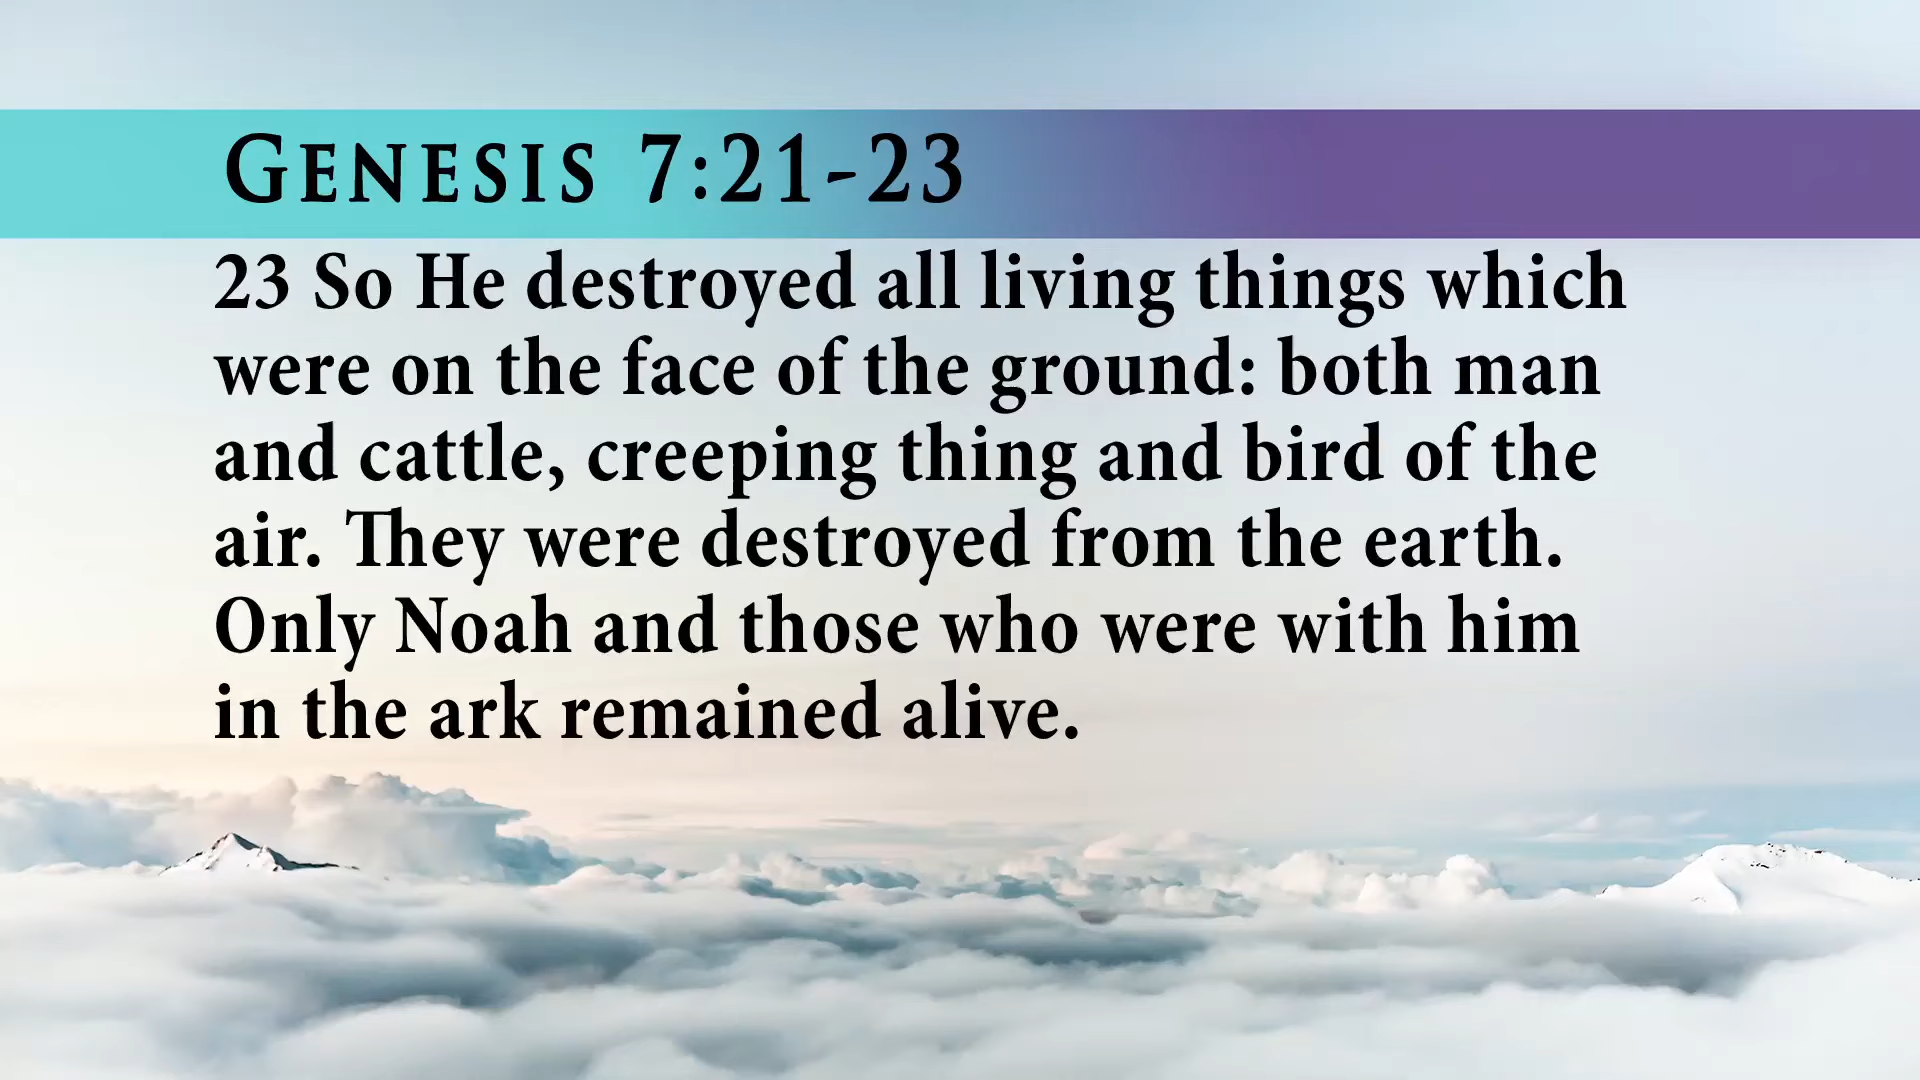 GENESIS 7:21-23
23 So He destroyed all living things which
were on the face of the ground: both man
and cattle, creeping thing and bird of the
air. They were destroyed from the earth.
Only Noah and those who were with him
in the ark remained alive.